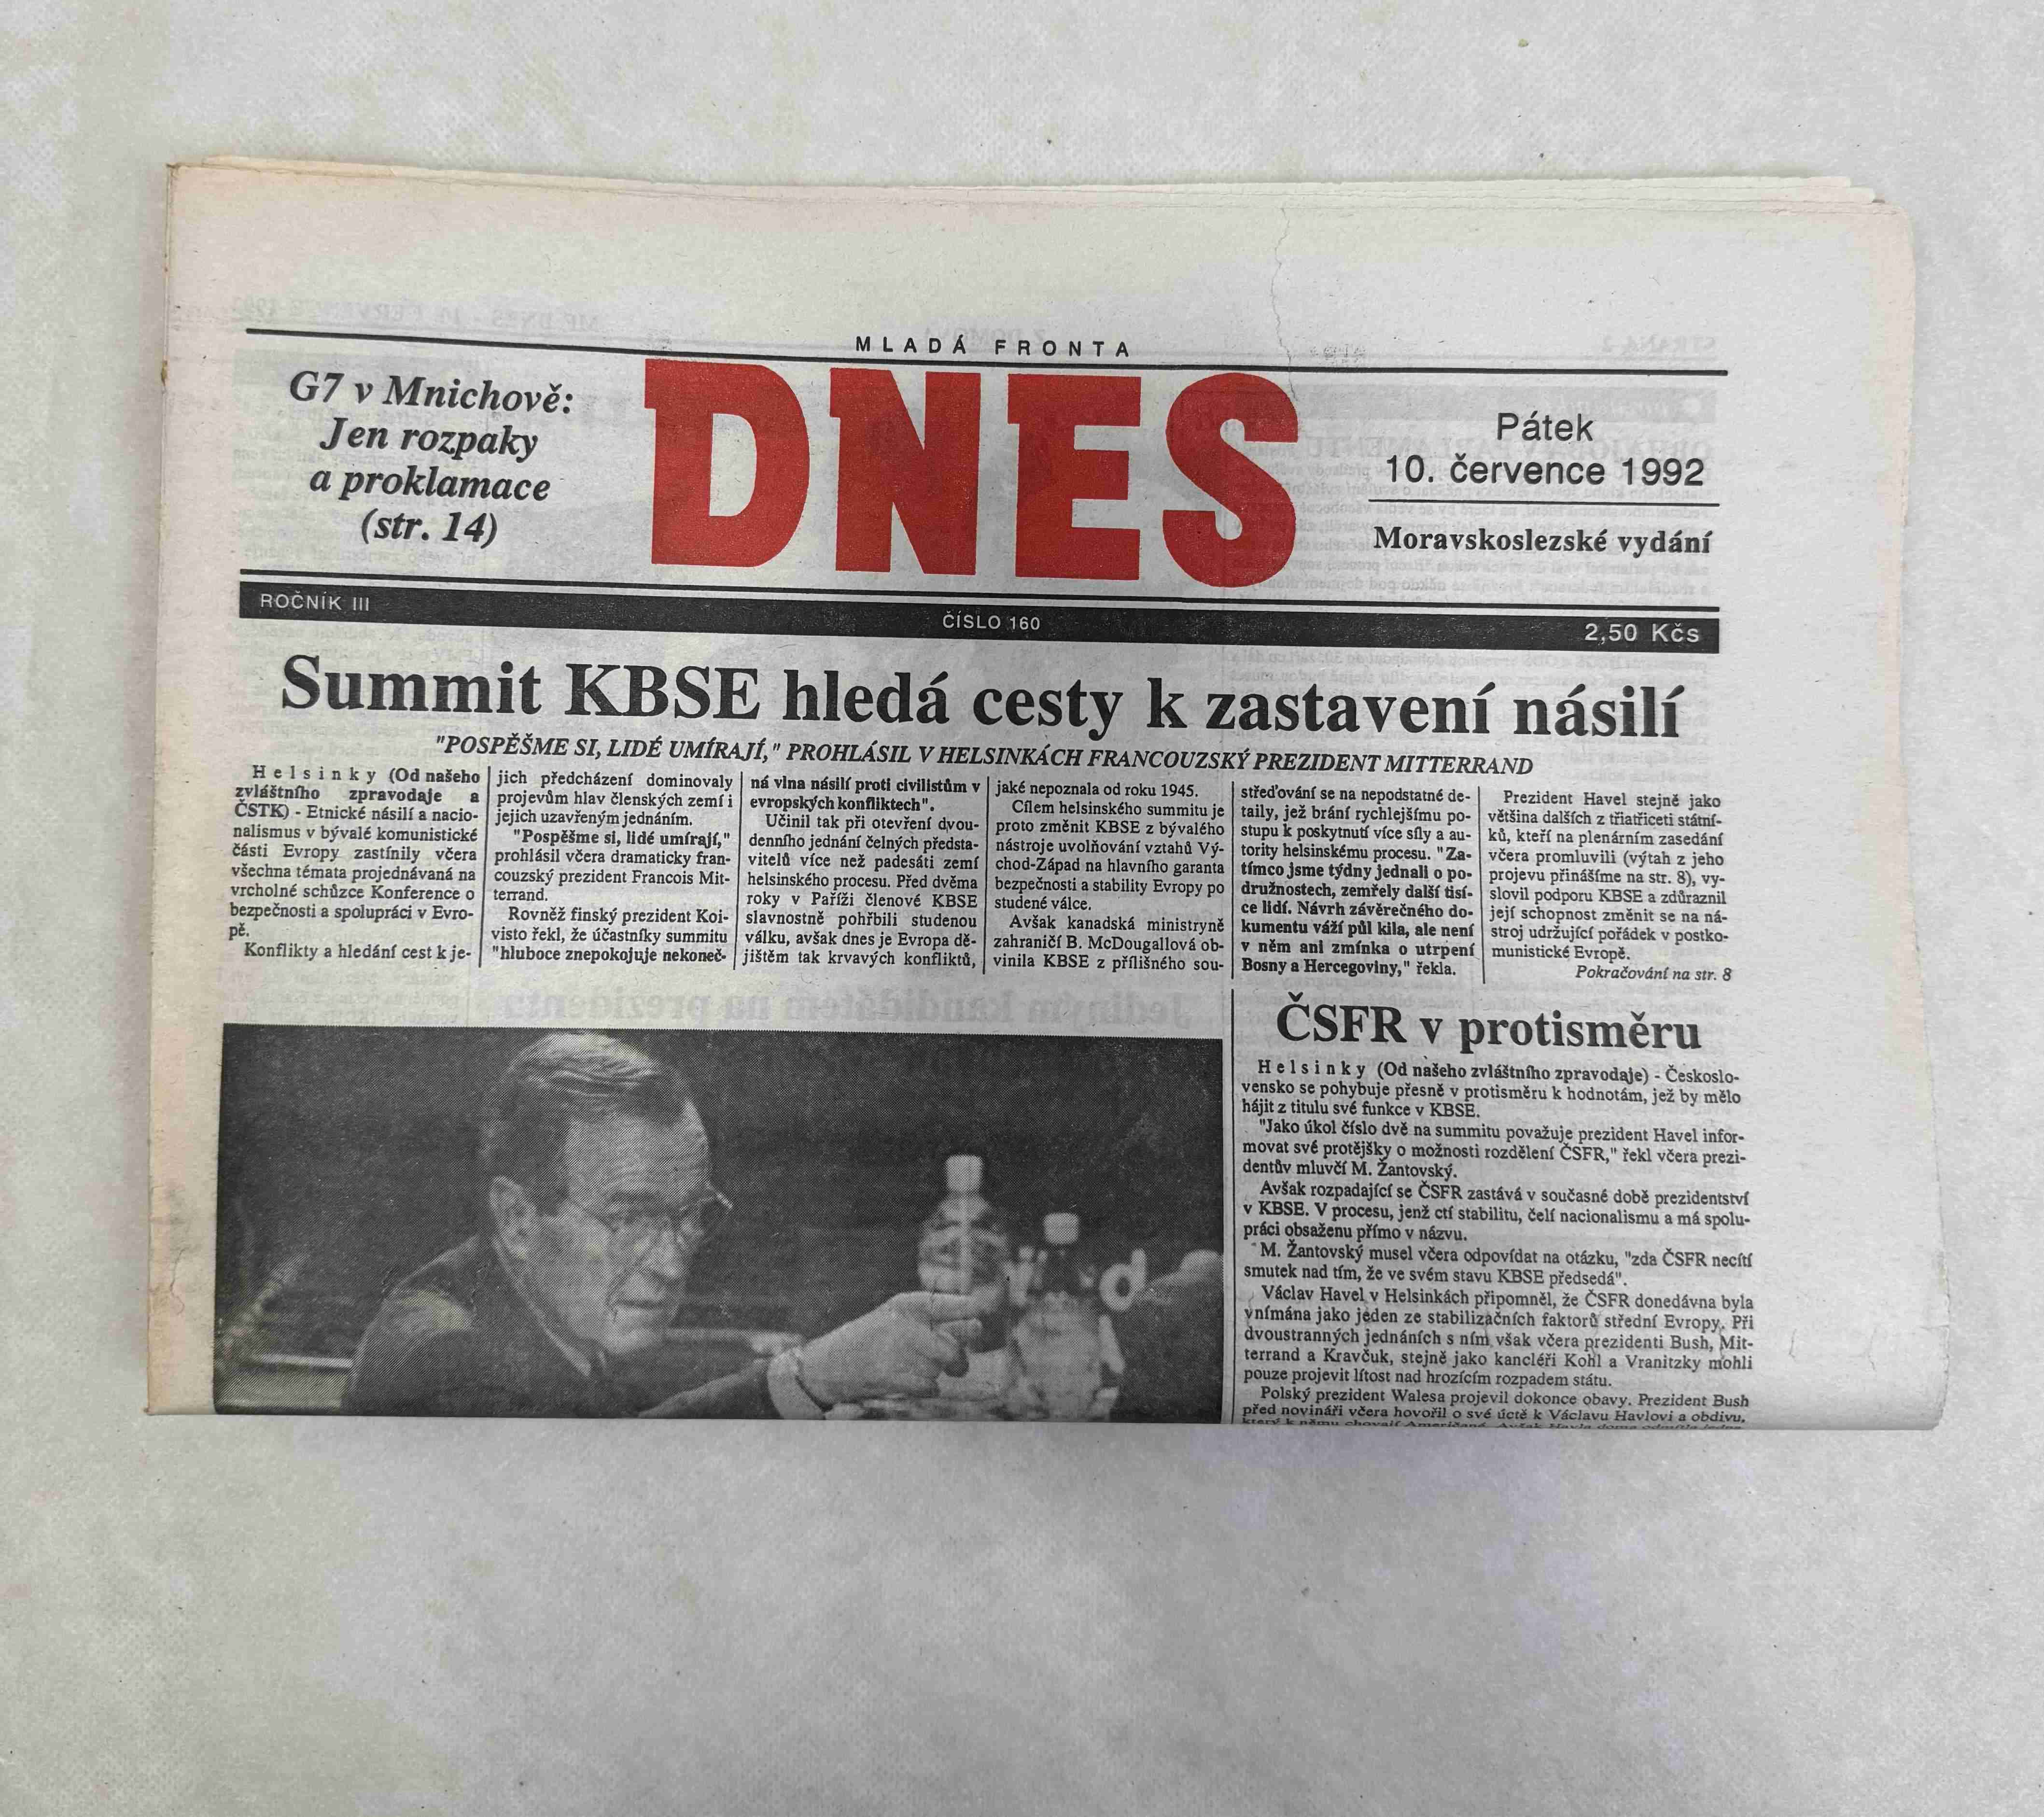 MLADÁ FRONTA
G7 v Mnichově:
Jen rozpaky
a proklamace
(str. 14)
DNES
Pátek
10. července 1992
Moravskoslezské vydání
ROČNÍK III
ČÍSLO 160
2,50 Kčs
Summit KBSE hledá cesty k zastavení násilí
"POSPĚŠME SI, LIDÉ UMÍRAJÍ," PROHLÁSIL V HELSINKÁCH FRANCOUZSKÝ PREZIDENT MITTERRAND
Helsinky (Od našeho
zvláštního zpravodaje a
ČSTK) - Etnické násilí a nacio-
nalismus v bývalé komunistické
části Evropy zastínily včera
všechna témata projednávaná na
vrcholné schůzce Konference o
bezpečnosti a spolupráci v Evro-
pě.
Konflikty a hledání cest k je-
jich předcházení dominovaly
projevům hlav členských zemí i
jejich uzavřeným jednáním.
"Pospěšme si, lidé umírají,"
prohlásil včera dramaticky fran-
couzský prezident Francois Mit-
terrand.
Rovněž finský prezident Koi-
visto řekl, že účastníky summitu
"hluboce znepokojuje nekoneč-
ná vlna násilí proti civilistům v
evropských konfliktech".
Učinil tak při otevření dvou-
denního jednání čelných předsta-
vitelů více než padesáti zemí
helsinského procesu. Před dvěma
roky v Paříži členové KBSE
slavnostně pohřbili studenou
válku, avšak dnes je Evropa dě-
jištěm tak krvavých konfliktů,
jaké nepoznala od roku 1945.
Cílem helsinského summitu je
proto změnit KBSE z bývalého
nástroje uvolňování vztahů Vý-
chod-Západ na hlavního garanta
bezpečnosti a stability Evropy po
studené válce.
Avšak kanadská ministryně
zahraničí B. McDougallová ob-
vinila KBSE z přílišného sou-
střeďování se na nepodstatné de-
taily, jež brání rychlejšímu po-
stupu k poskytnutí více síly a au-
tority helsinskému procesu. "Za-
tímco jsme týdny jednali o po-
družnostech, zemřely další tisí-
ce lidí. Návrh závěrečného do-
kumentu váží půl kila, ale není
v něm ani zmínka o utrpení
Bosny a Hercegoviny," řekla.
Prezident Havel stejně jako
většina dalších z třiatřiceti státní-
ků, kteří na plenárním zasedání
včera promluvili (výtah z jeho
projevu přinášíme na str. 8), vy-
slovil podporu KBSE a zdůraznil
její schopnost změnit se na ná-
stroj udržující pořádek v postko-
munistické Evropě.
Pokračování na str. 8
ČSFR v protisměru
Helsinky (Od našeho zvláštního zpravodaje) - Českoslo-
vensko se pohybuje přesně v protisměru k hodnotám, jež by mělo
hájit z titulu své funkce v KBSE.
"Jako úkol číslo dvě na summitu považuje prezident Havel infor-
movat své protějšky o možnosti rozdělení ČSFR," řekl včera prezi-
dentův mluvčí M. Žantovský.
Avšak rozpadající se ČSFR zastává v současné době prezidentství
v KBSE. V procesu, jenž ctí stabilitu, čelí nacionalismu a má spolu-
práci obsaženu přímo v názvu.
M. Žantovský musel včera odpovídat na otázku, "zda ČSFR necítí
smutek nad tím, že ve svém stavu KBSE předsedá".
Václav Havel v Helsinkách připomněl, že ČSFR donedávna byla
vnímána jako jeden ze stabilizačních faktorů střední Evropy. Při
dvoustranných jednáních s ním však včera prezidenti Bush, Mit-
terrand a Kravčuk, stejně jako kancléři Kohl a Vranitzky mohli
pouze projevit lítost nad hrozícím rozpadem státu.
Polský prezident Walesa projevil dokonce obavy. Prezident Bush
před novináři včera hovořil o své úctě k Václavu Havlovi a obdivu,